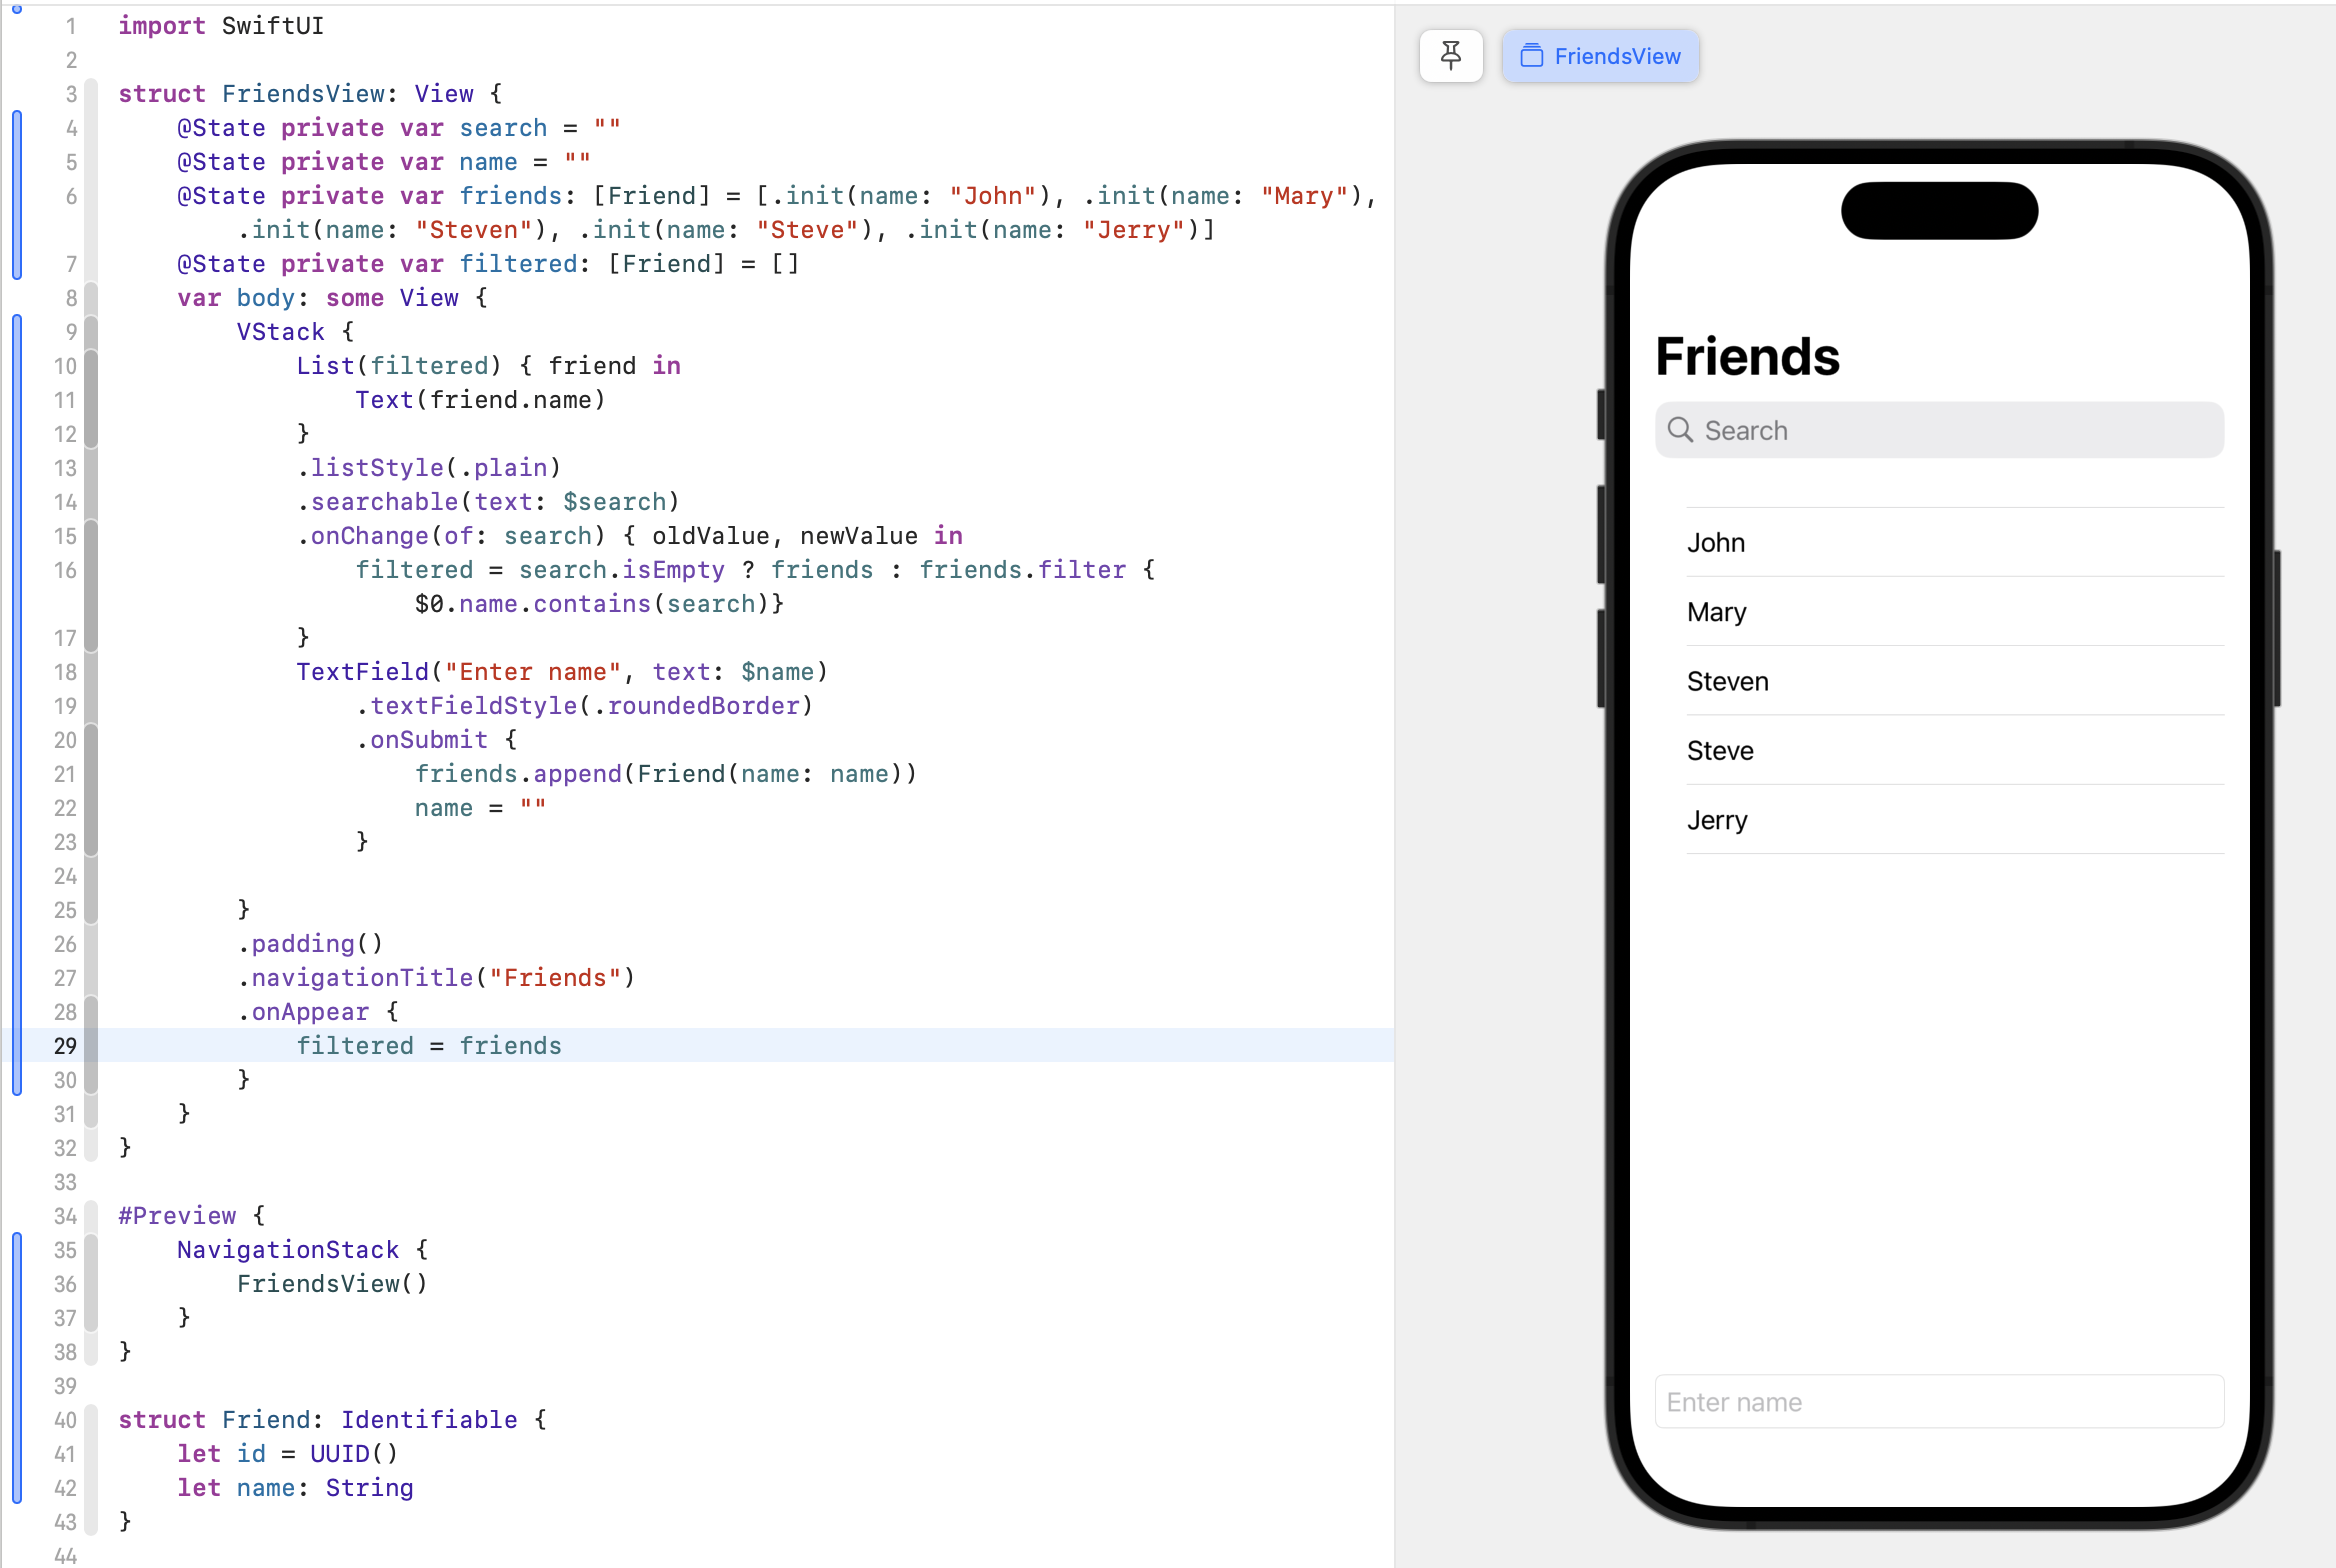 1 import SwiftUI
2
3 struct FriendsView: View {
4     @State private var search = ""
5     @State private var name = ""
6     @State private var friends: [Friend] = [.init(name: "John"), .init(name: "Mary"),
        .init(name: "Steven"), .init(name: "Steve"), .init(name: "Jerry")]
7     @State private var filtered: [Friend] = []
8     var body: some View {
9         VStack {
10             List(filtered) { friend in
11                 Text(friend.name)
12             }
13             .listStyle(.plain)
14             .searchable(text: $search)
15             .onChange(of: search) { oldValue, newValue in
16                 filtered = search.isEmpty ? friends : friends.filter {
                    $0.name.contains(search)}
17             }
18             TextField("Enter name", text: $name)
19                 .textFieldStyle(.roundedBorder)
20                 .onSubmit {
21                     friends.append(Friend(name: name))
22                     name = ""
23                 }
24
25         }
26         .padding()
27         .navigationTitle("Friends")
28         .onAppear {
29             filtered = friends
30         }
31     }
32 }
33
34 #Preview {
35     NavigationStack {
36         FriendsView()
37     }
38 }
39
40 struct Friend: Identifiable {
41     let id = UUID()
42     let name: String
43 }
44
FriendsView
Friends
Search
John
Mary
Steven
Steve
Jerry
Enter name